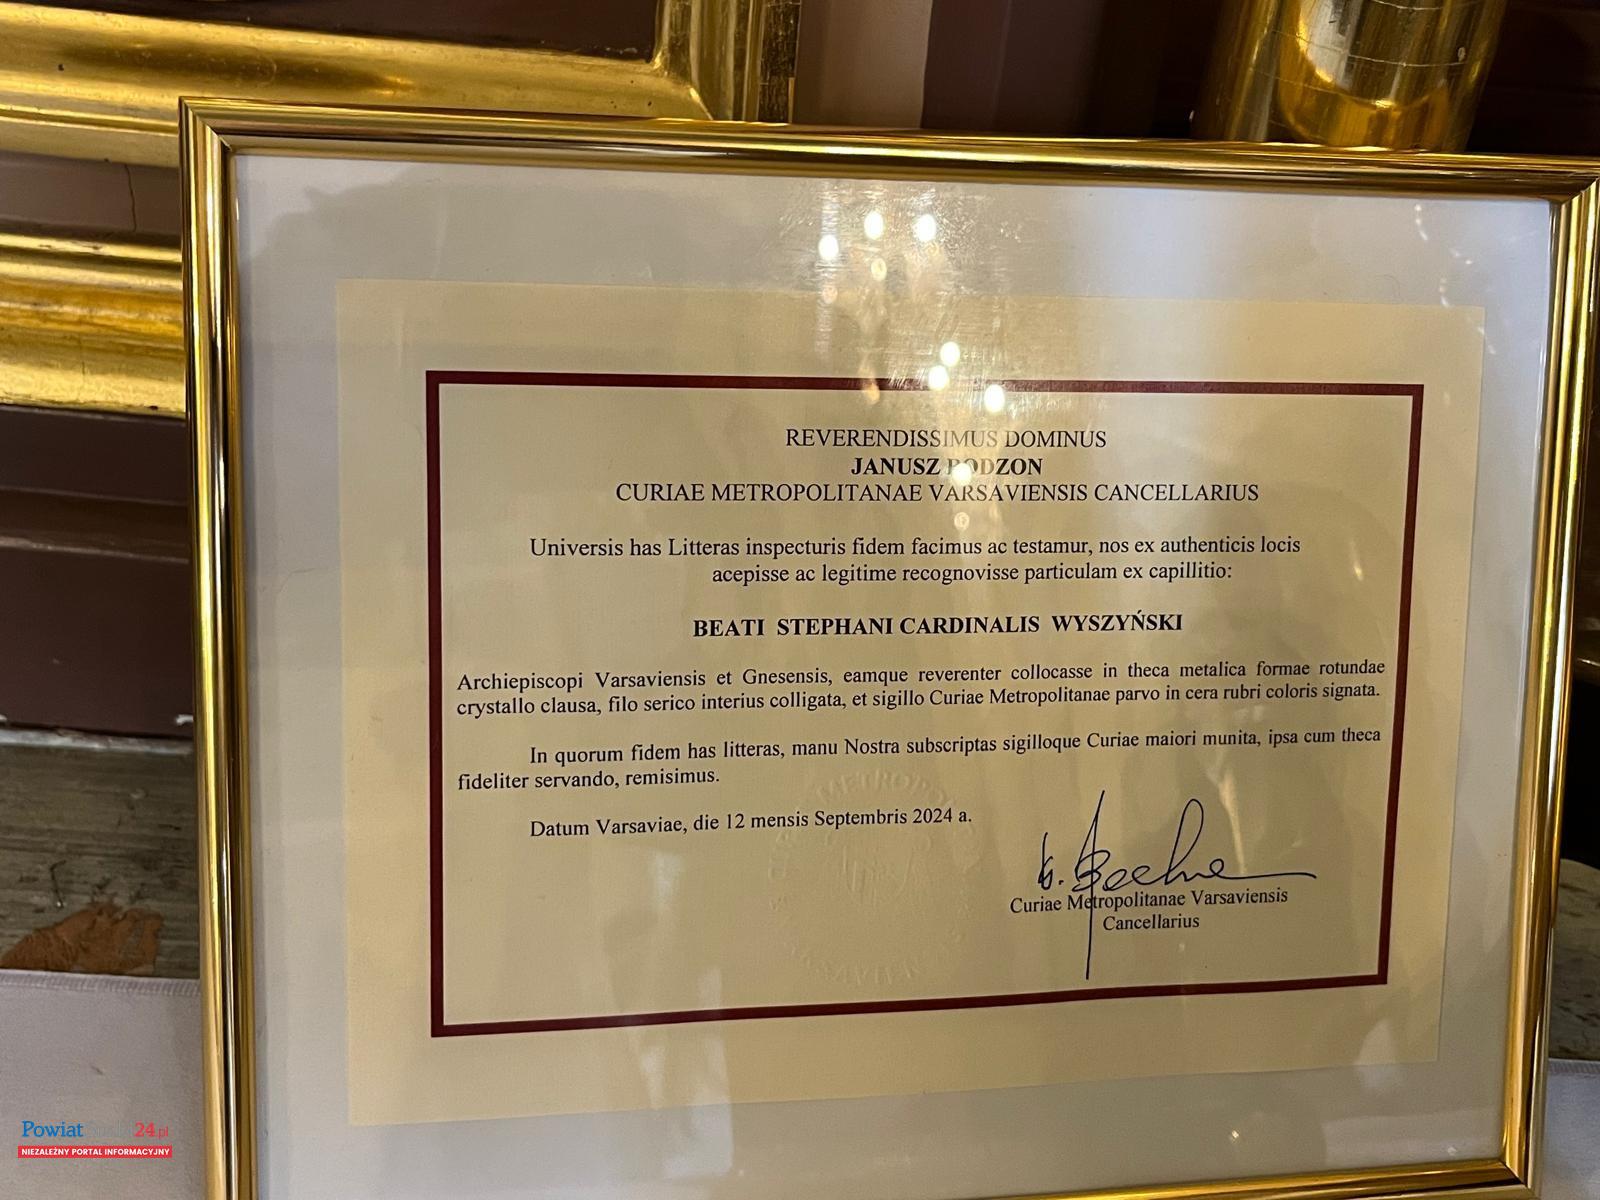 REVERENDISSIMUS DOMINUS
JANUSZ BODZON
CURIAE METROPOLITANAE VARSAVIENSIS CANCELLARIUS
Universis has Litteras inspecturis fidem facimus ac testamur, nos ex authenticis locis
acepisse ac legitime recognovisse particulam ex capillitio:
BEATI STEPHANI CARDINALIS WYSZYŃSKI
Archiepiscopi Varsaviensis et Gnesensis, eamque reverenter collocasse in theca metalica formae rotundae
crystallo clausa, filo serico interius colligata, et sigillo Curiae Metropolitanae parvo in cera rubri coloris signata.
In quorum fidem has litteras, manu Nostra subscriptas sigilloque Curiae maiori munita, ipsa cum theca
fideliter servando, remisimus.
Datum Varsaviae, die 12 mensis Septembris 2024 a.
Curiae Metropolitanae Varsaviensis
Cancellarius
Powiat 24.pl
NIEZALEŻNY PORTAL INFORMACYJNY